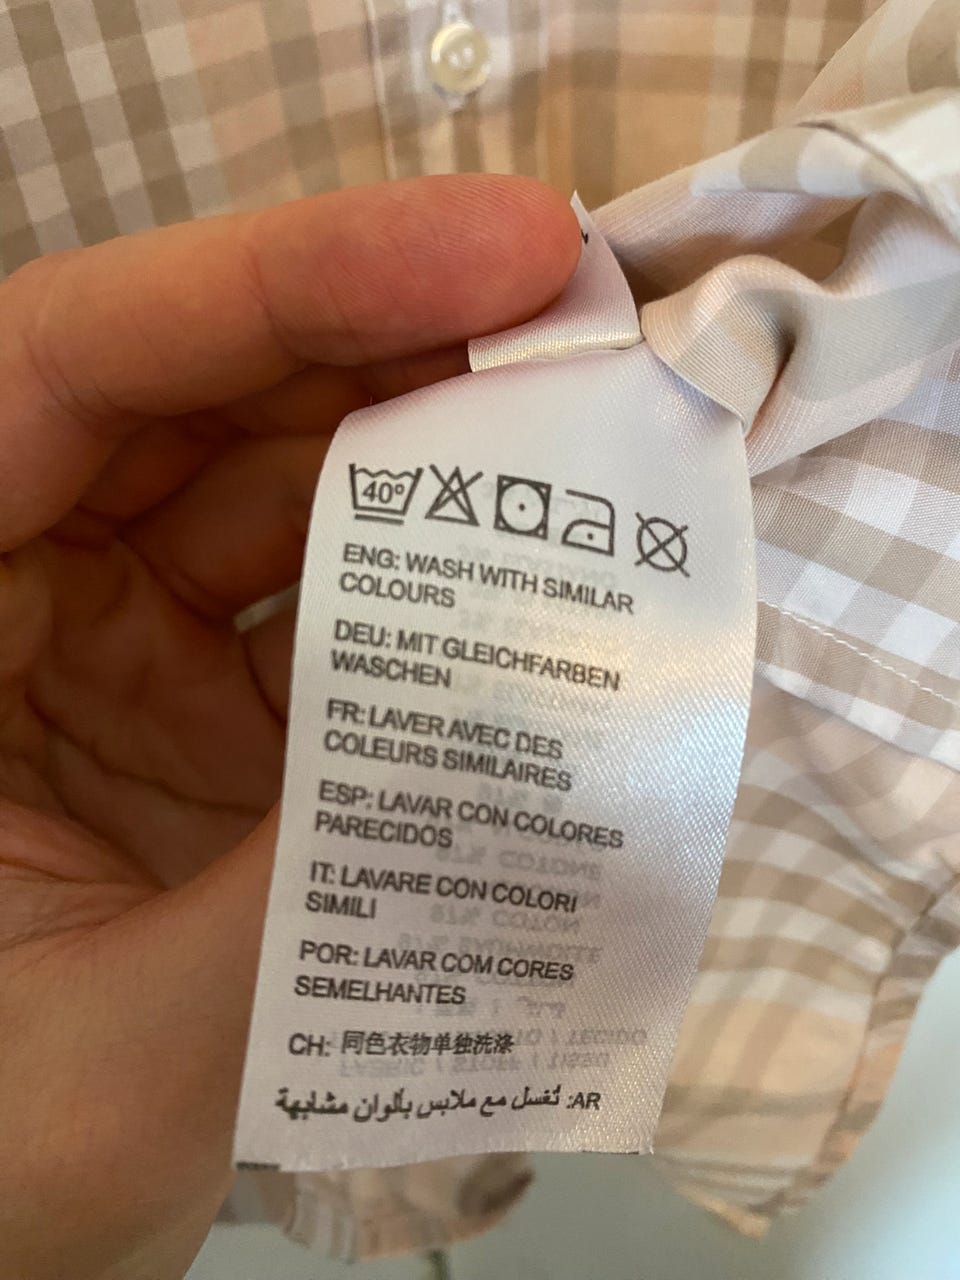 40°
ENG: WASH WITH SIMILAR
COLOURS
DEU: MIT GLEICHFARBEN
WASCHEN
FR: LAVER AVEC DES
COLEURS SIMILAIRES
ESP: LAVAR CON COLORES
PARECIDOS
IT: LAVARE CON COLORI
SIMILI
POR: LAVAR COM CORES
SEMELHANTES
CH: 同色衣物单独洗涤
AR: تُغسل مع ملابس بألوان مشابهة